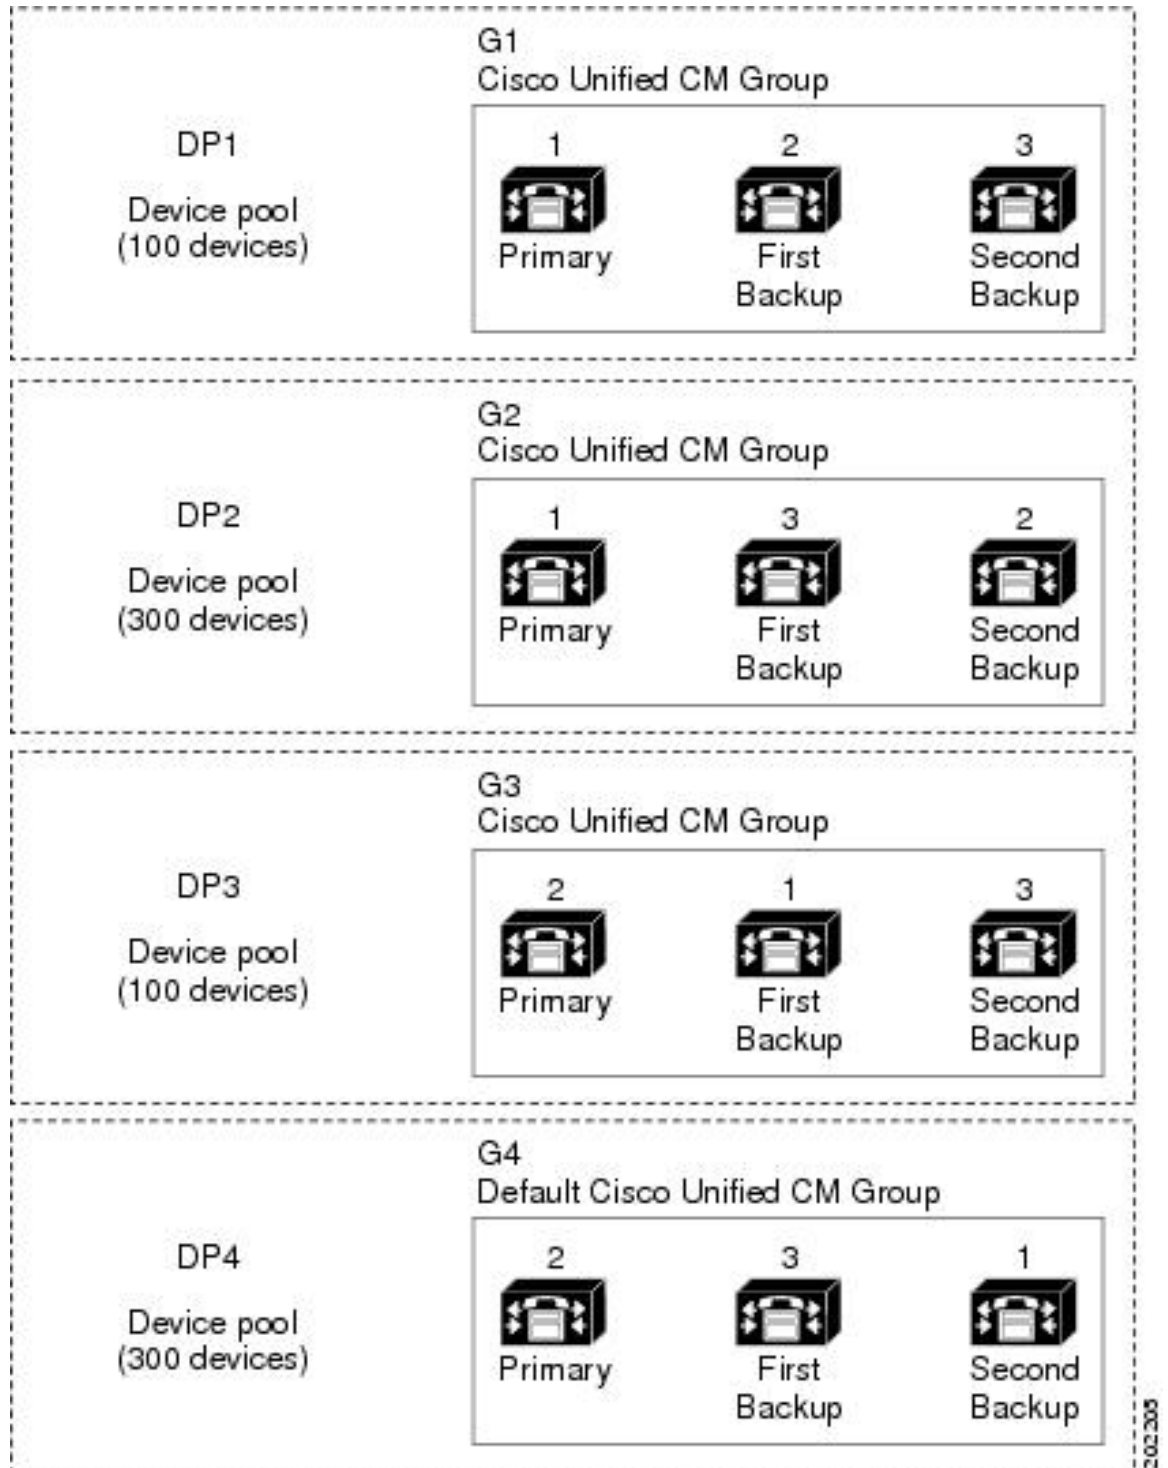 G1
Cisco Unified CM Group
DP1
Device pool
(100 devices)
1
2
3
Primary
First
Backup
Second
Backup
G2
Cisco Unified CM Group
DP2
Device pool
(300 devices)
1
3
2
Primary
First
Backup
Second
Backup
G3
Cisco Unified CM Group
DP3
Device pool
(100 devices)
2
1
3
Primary
First
Backup
Second
Backup
G4
Default Cisco Unified CM Group
DP4
Device pool
(300 devices)
2
3
1
Primary
First
Backup
Second
Backup
202205